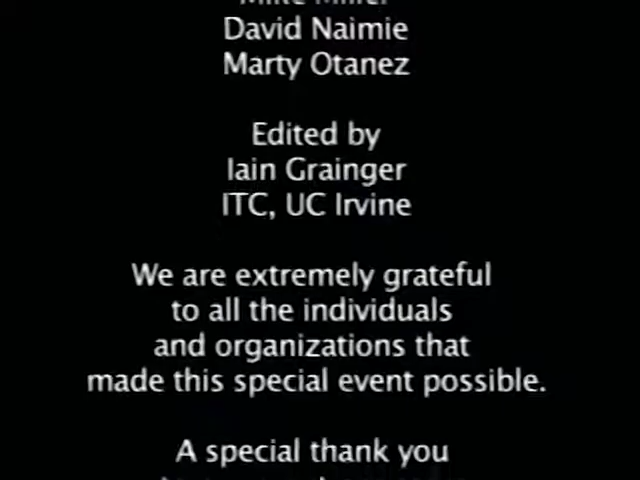 David Naimie
Marty Otanez
Edited by
Iain Grainger
ITC, UC Irvine
We are extremely grateful
to all the individuals
and organizations that
made this special event possible.
A special thank you